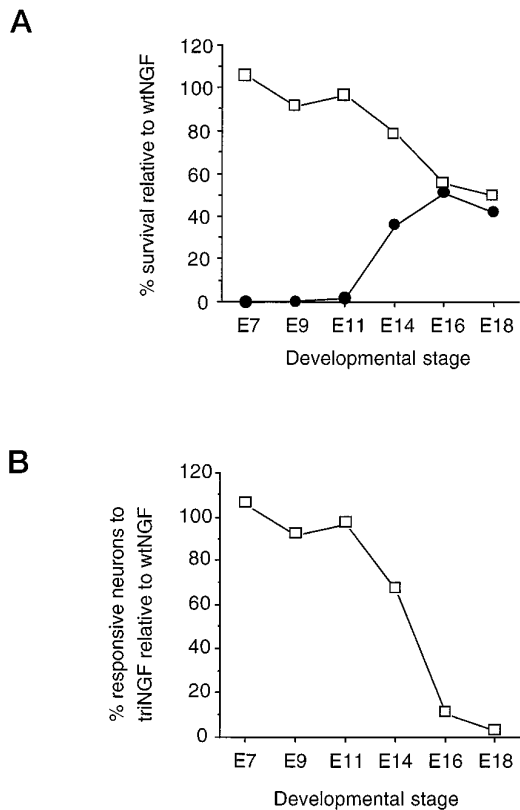 A
120
100
80
60
40
20
0
% survival relative to wtNGF
E7 E9 E11 E14 E16 E18
Developmental stage
B
120
100
80
60
40
20
0
% responsive neurons to
triNGF relative to wtNGF
E7 E9 E11 E14 E16 E18
Developmental stage